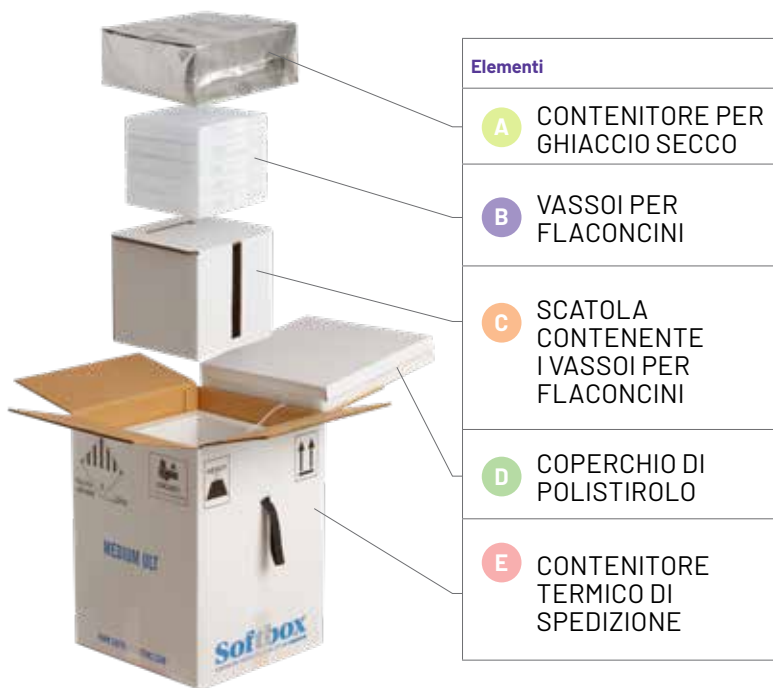 Elementi
A
CONTENITORE PER
GHIACCIO SECCO
B
VASSOI PER
FLACONCINI
C
SCATOLA
CONTENENTE
I VASSOI PER
FLACONCINI
D
COPERCHIO DI
POLISTIROLO
E
CONTENITORE
TERMICO DI
SPEDIZIONE
MEDIUM ULT
Softbox